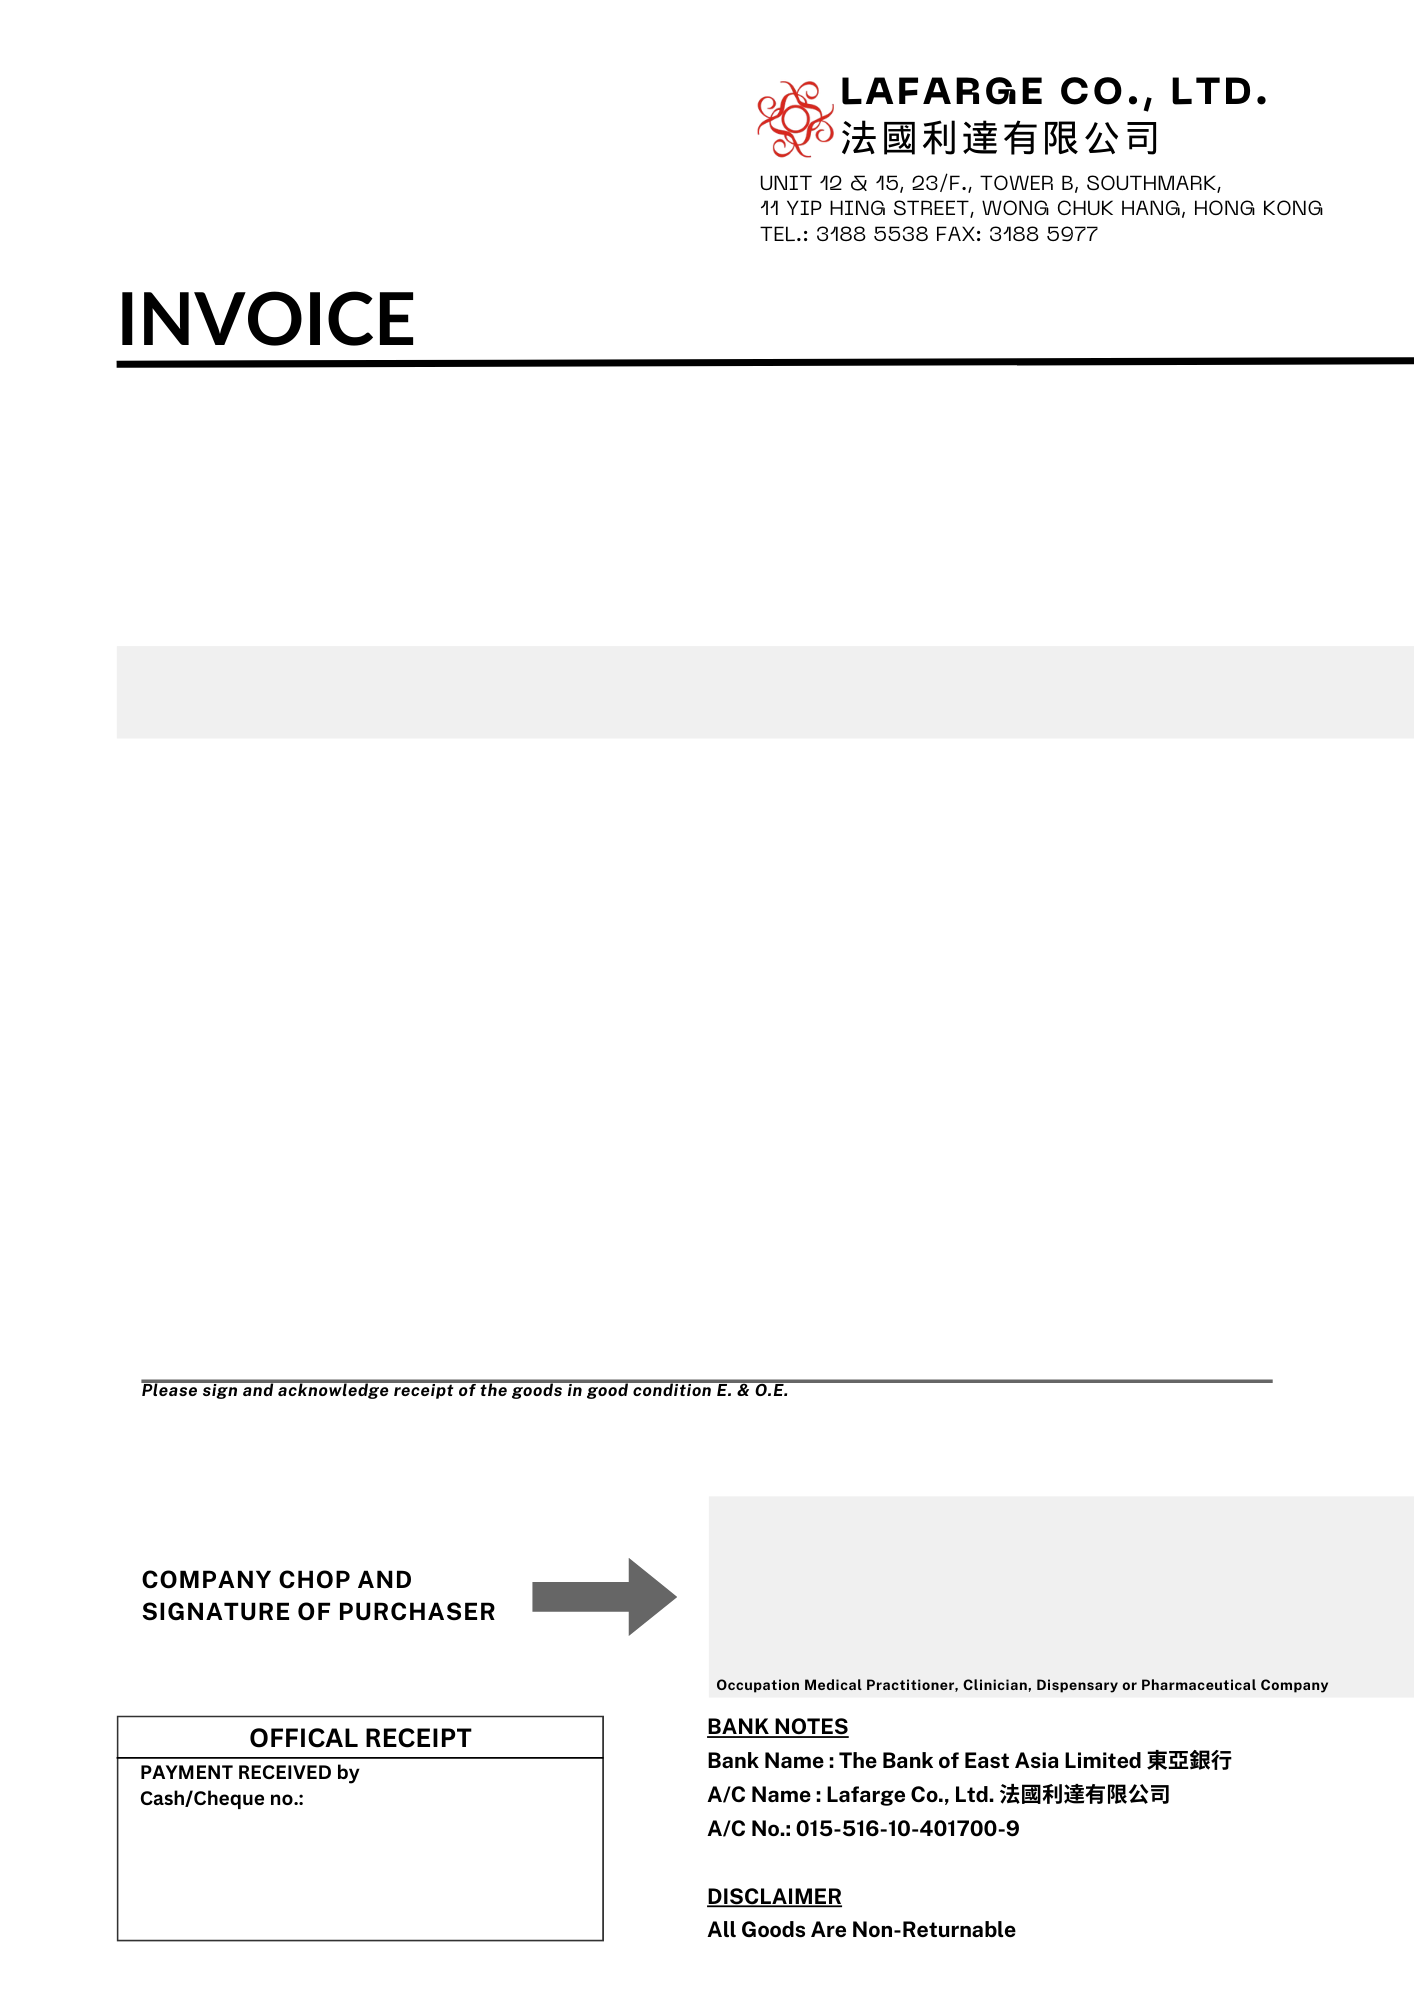 LAFARGE CO., LTD.
法國利達有限公司
UNIT 12 & 15, 23/F., TOWER B, SOUTHMARK,
11 YIP HING STREET, WONG CHUK HANG, HONG KONG
TEL.: 3188 5538 FAX: 3188 5977
INVOICE
Please sign and acknowledge receipt of the goods in good condition E. & O.E.
COMPANY CHOP AND
SIGNATURE OF PURCHASER
Occupation Medical Practitioner, Clinician, Dispensary or Pharmaceutical Company
OFFICAL RECEIPT
PAYMENT RECEIVED by
Cash/Cheque no.:
BANK NOTES
Bank Name : The Bank of East Asia Limited 東亞銀行
A/C Name : Lafarge Co., Ltd. 法國利達有限公司
A/C No.: 015-516-10-401700-9
DISCLAIMER
All Goods Are Non-Returnable